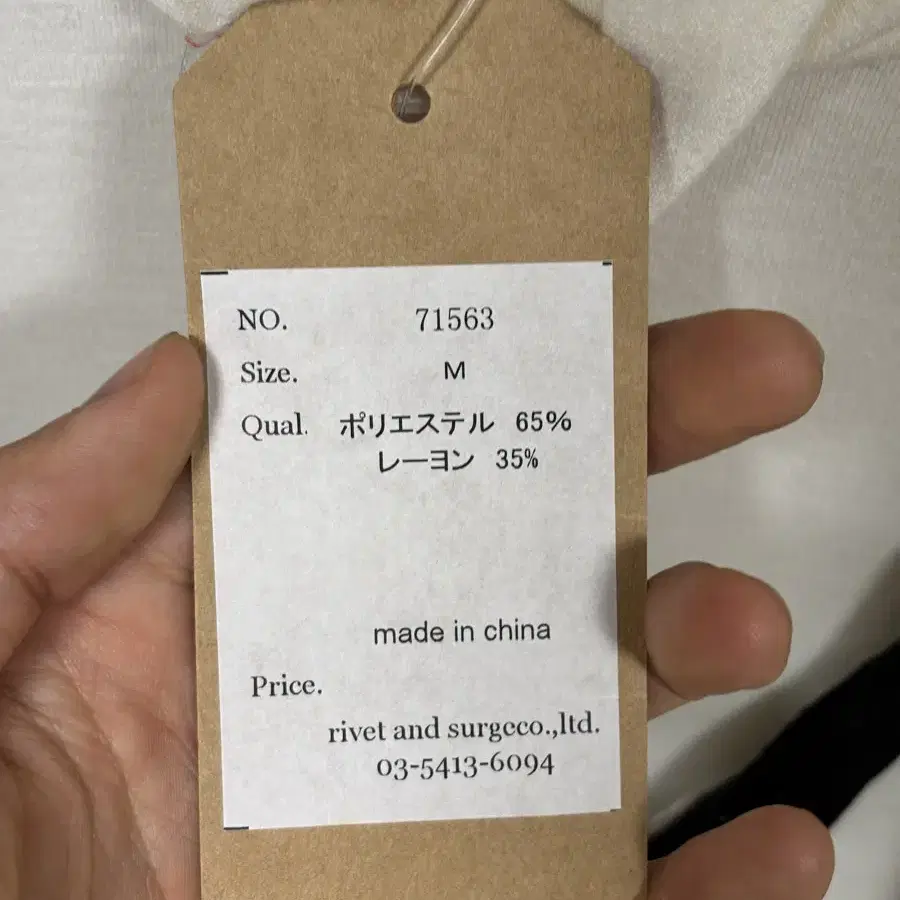 NO. 71563
Size. M
Qual. ポリエステル 65%
レーヨン 35%
made in china
Price.
rivet and surgeco.,ltd.
03-5413-6094